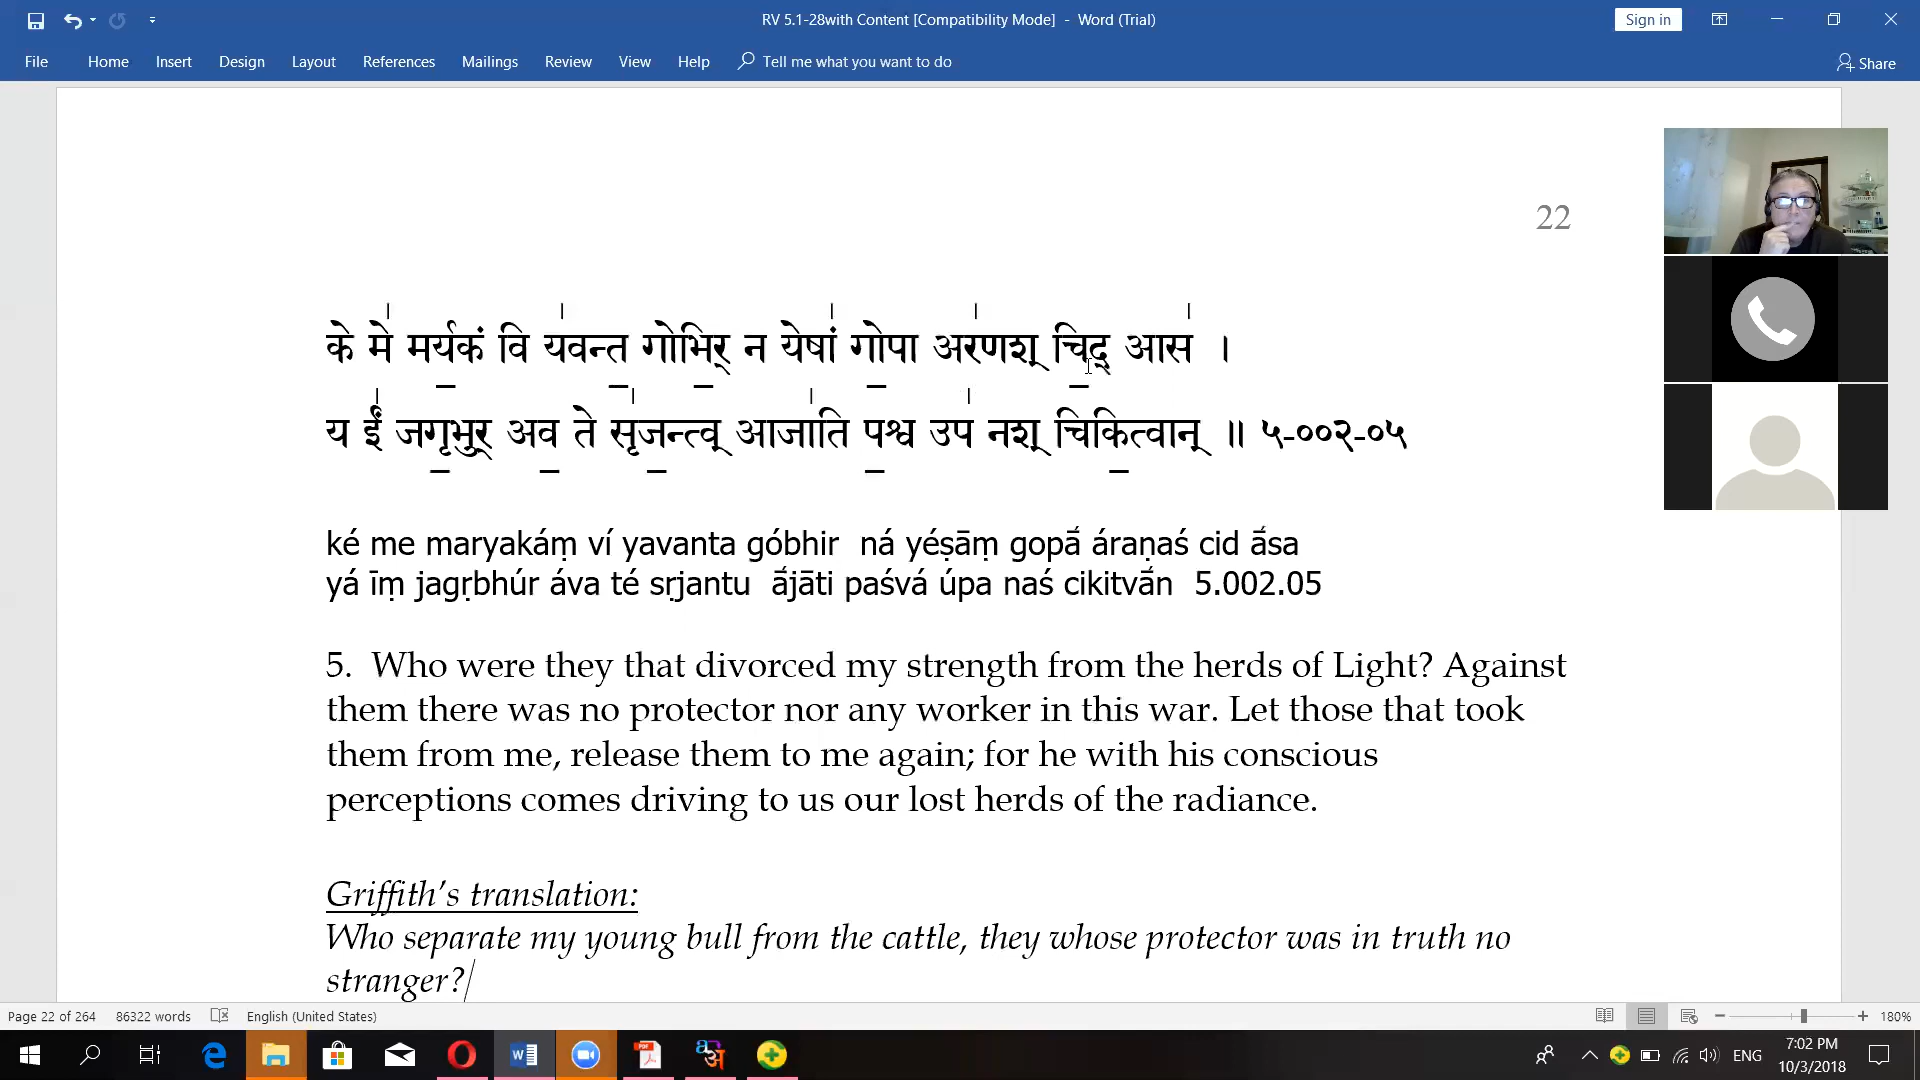 RV 5.1-28with Content [Compatibility Mode] - Word (Trial)
Sign in
File Home Insert Design Layout References Mailings Review View Help Tell me what you want to do
Share
22
के मे॑ मर्य॒कं वि य॑वन्त॒ गोभि॒र् न येषां॑ गो॒पा अर॑णश् चि॒द् आस॑ ।
य ईं॑ जगृ॒भुर् अव॒ ते सृ॑ज॒न्त्व् आजा॑ति प॒श्व उप॑ नश् चिकि॒त्वान् ॥ ५-००२-०५
ké me maryakáṃ ví yavanta góbhir ná yéṣāṃ gopā́ áraṇaś cid ā́sa
yá īṃ jagṛbhúr áva té sṛjantu ā́jāti paśvá úpa naś cikitvā́n 5.002.05
5. Who were they that divorced my strength from the herds of Light? Against
them there was no protector nor any worker in this war. Let those that took
them from me, release them to me again; for he with his conscious
perceptions comes driving to us our lost herds of the radiance.
Griffith’s translation:
Who separate my young bull from the cattle, they whose protector was in truth no
stranger?
Page 22 of 264 86322 words English (United States) 180%
ENG
7:02 PM
10/3/2018